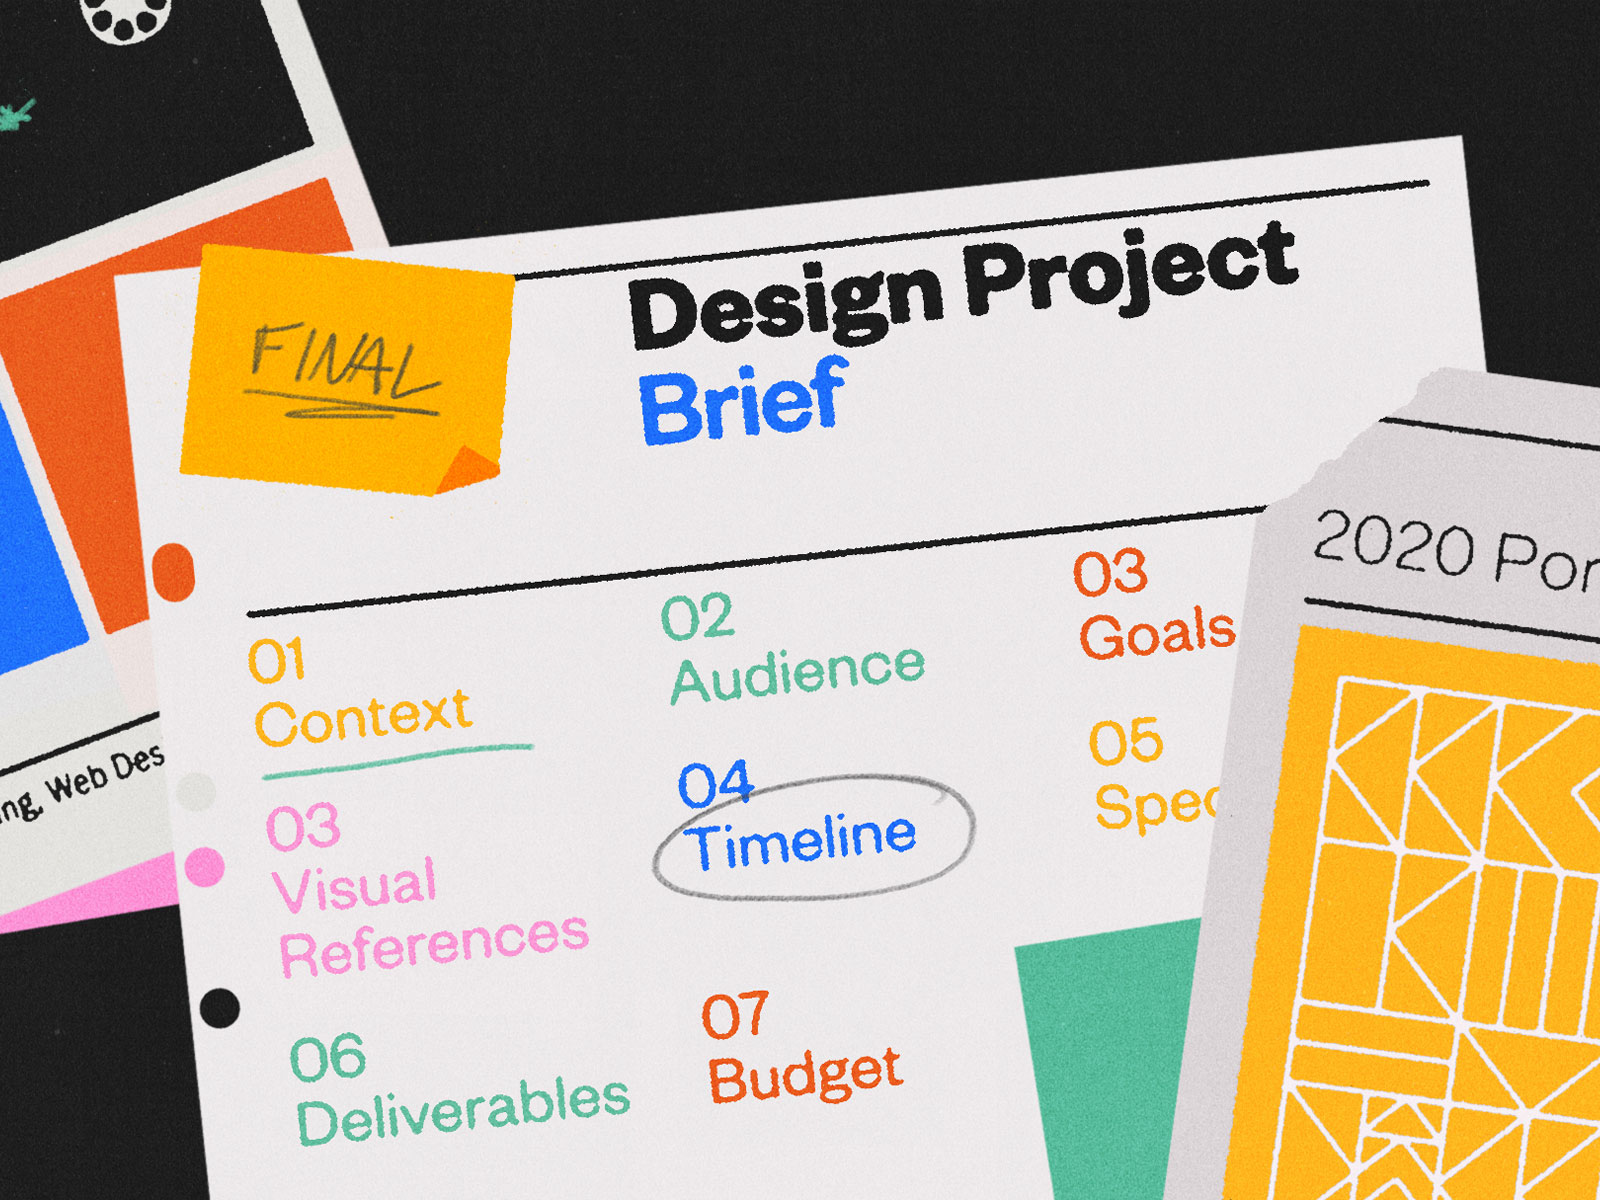 FINAL
Design Project
Brief
01
Context
02
Audience
03
Goals
03
Visual
References
04
Timeline
05
06
Deliverables
07
Budget
2020
Web Des